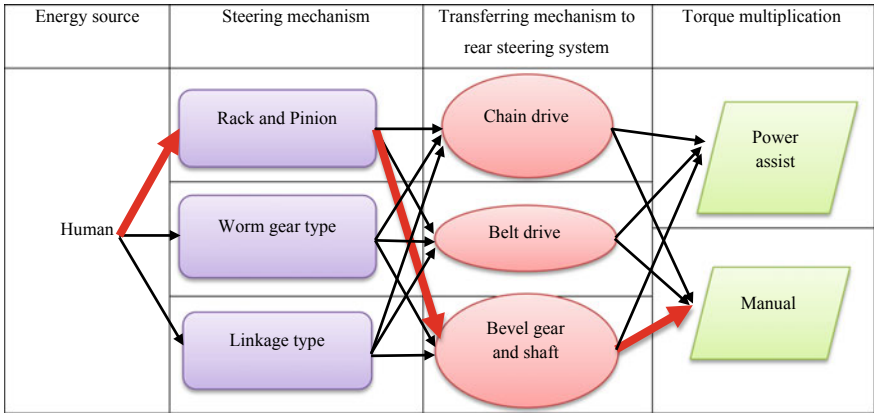 Energy source
Steering mechanism
Transferring mechanism to
rear steering system
Torque multiplication
Human
Rack and Pinion
Worm gear type
Linkage type
Chain drive
Belt drive
Bevel gear
and shaft
Power
assist
Manual